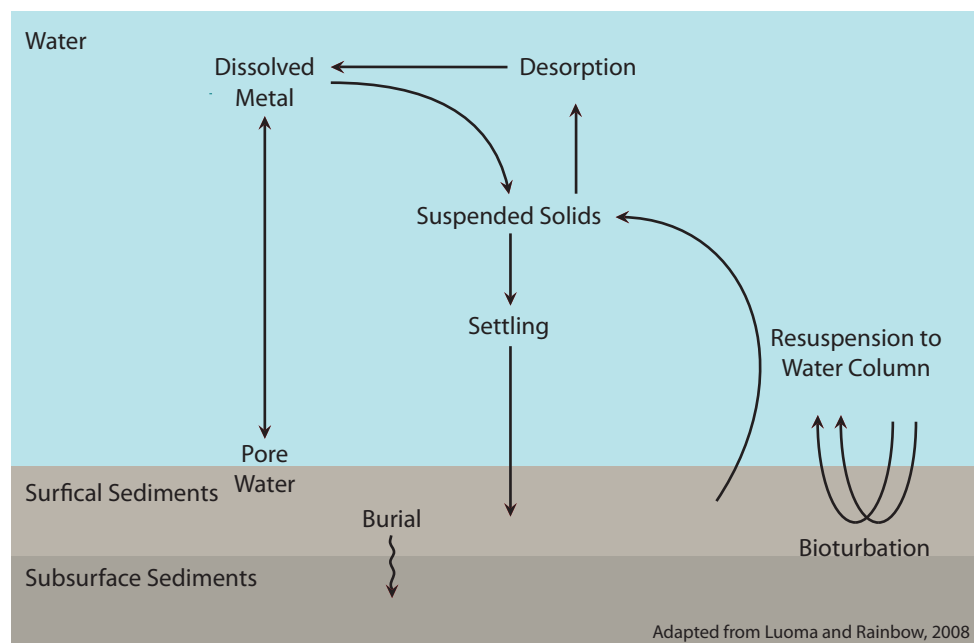 Water
Dissolved
Metal
Desorption
Suspended Solids
Settling
Resuspension to
Water Column
Pore
Water
Surfical Sediments
Burial
Bioturbation
Subsurface Sediments
Adapted from Luoma and Rainbow, 2008